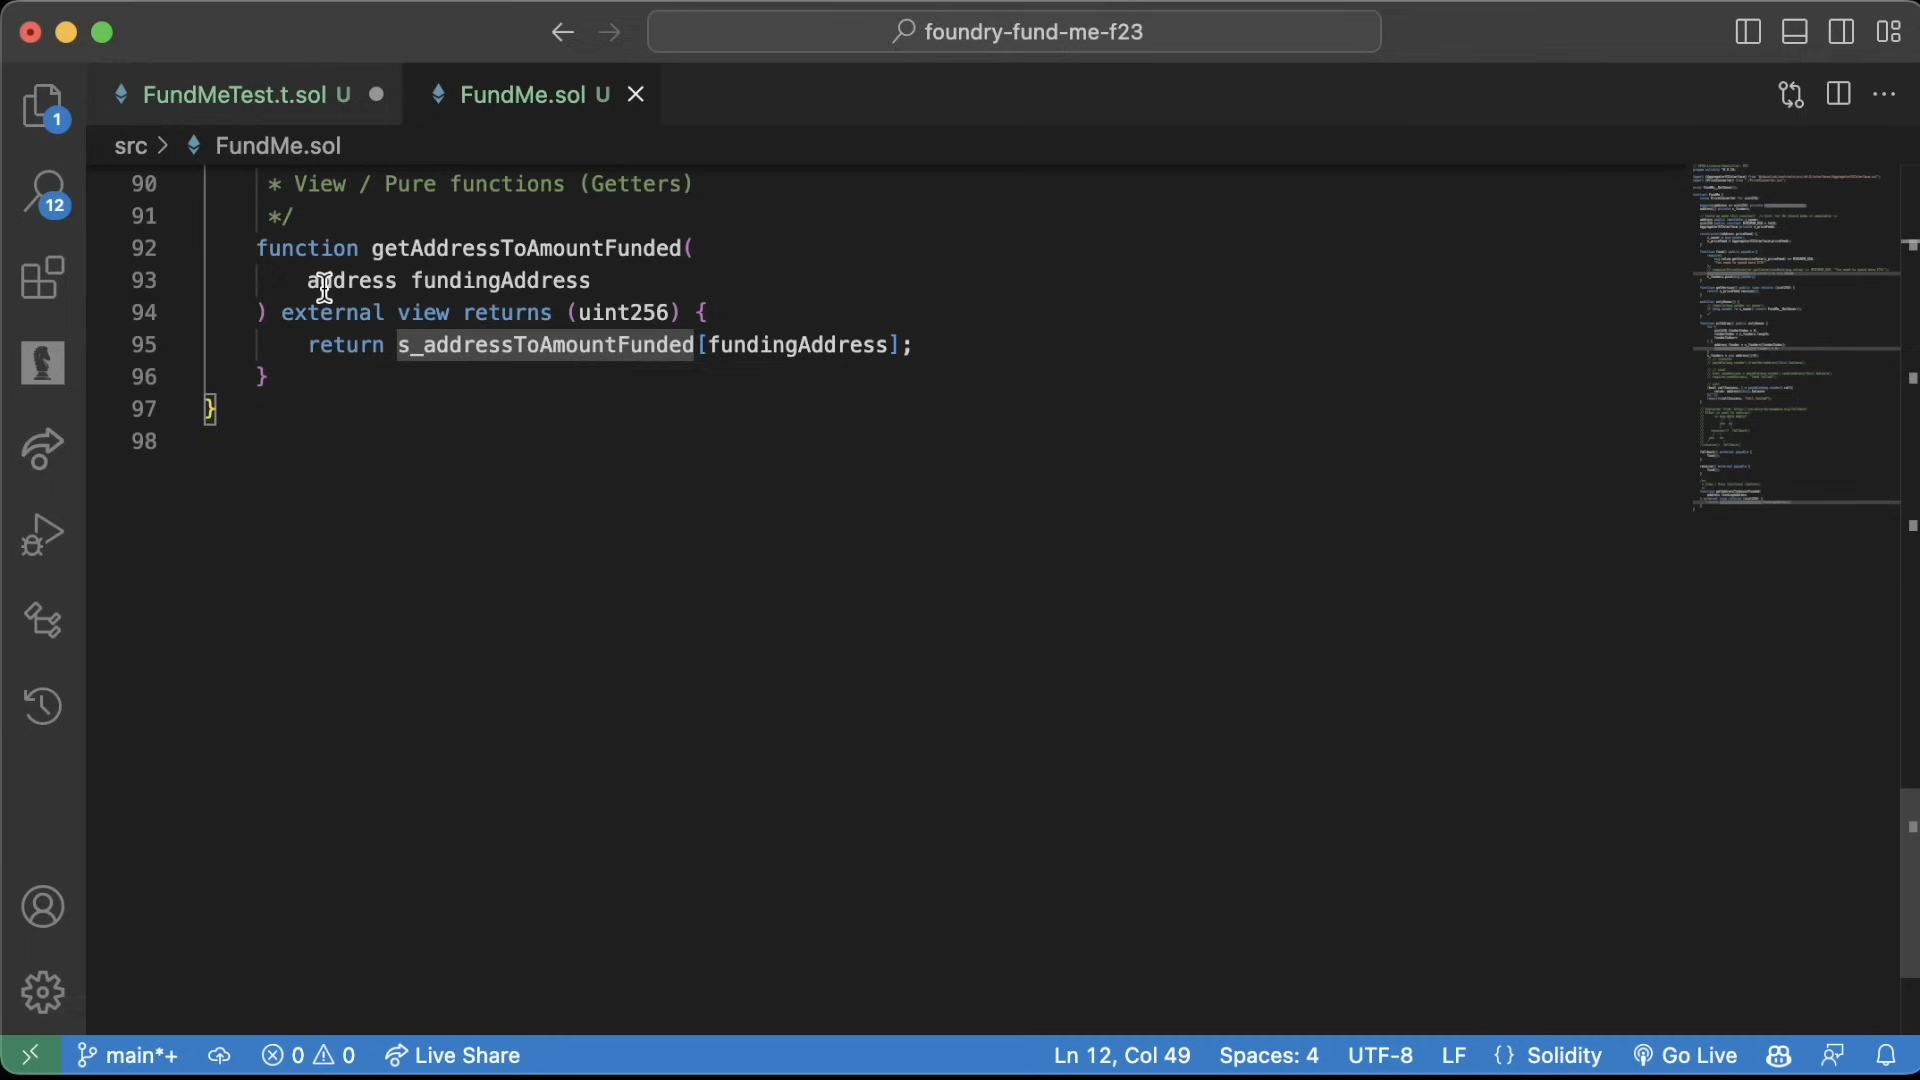 foundry-fund-me-f23
FundMeTest.t.sol U
FundMe.sol U
src > FundMe.sol
90 * View / Pure functions (Getters)
91 */
92 function getAddressToAmountFunded(
93 address fundingAddress
94 ) external view returns (uint256) {
95 return s_addressToAmountFunded[fundingAddress];
96 }
97 }
98
1
12
main*+ 0 0 Live Share Ln 12, Col 49 Spaces: 4 UTF-8 LF {} Solidity Go Live